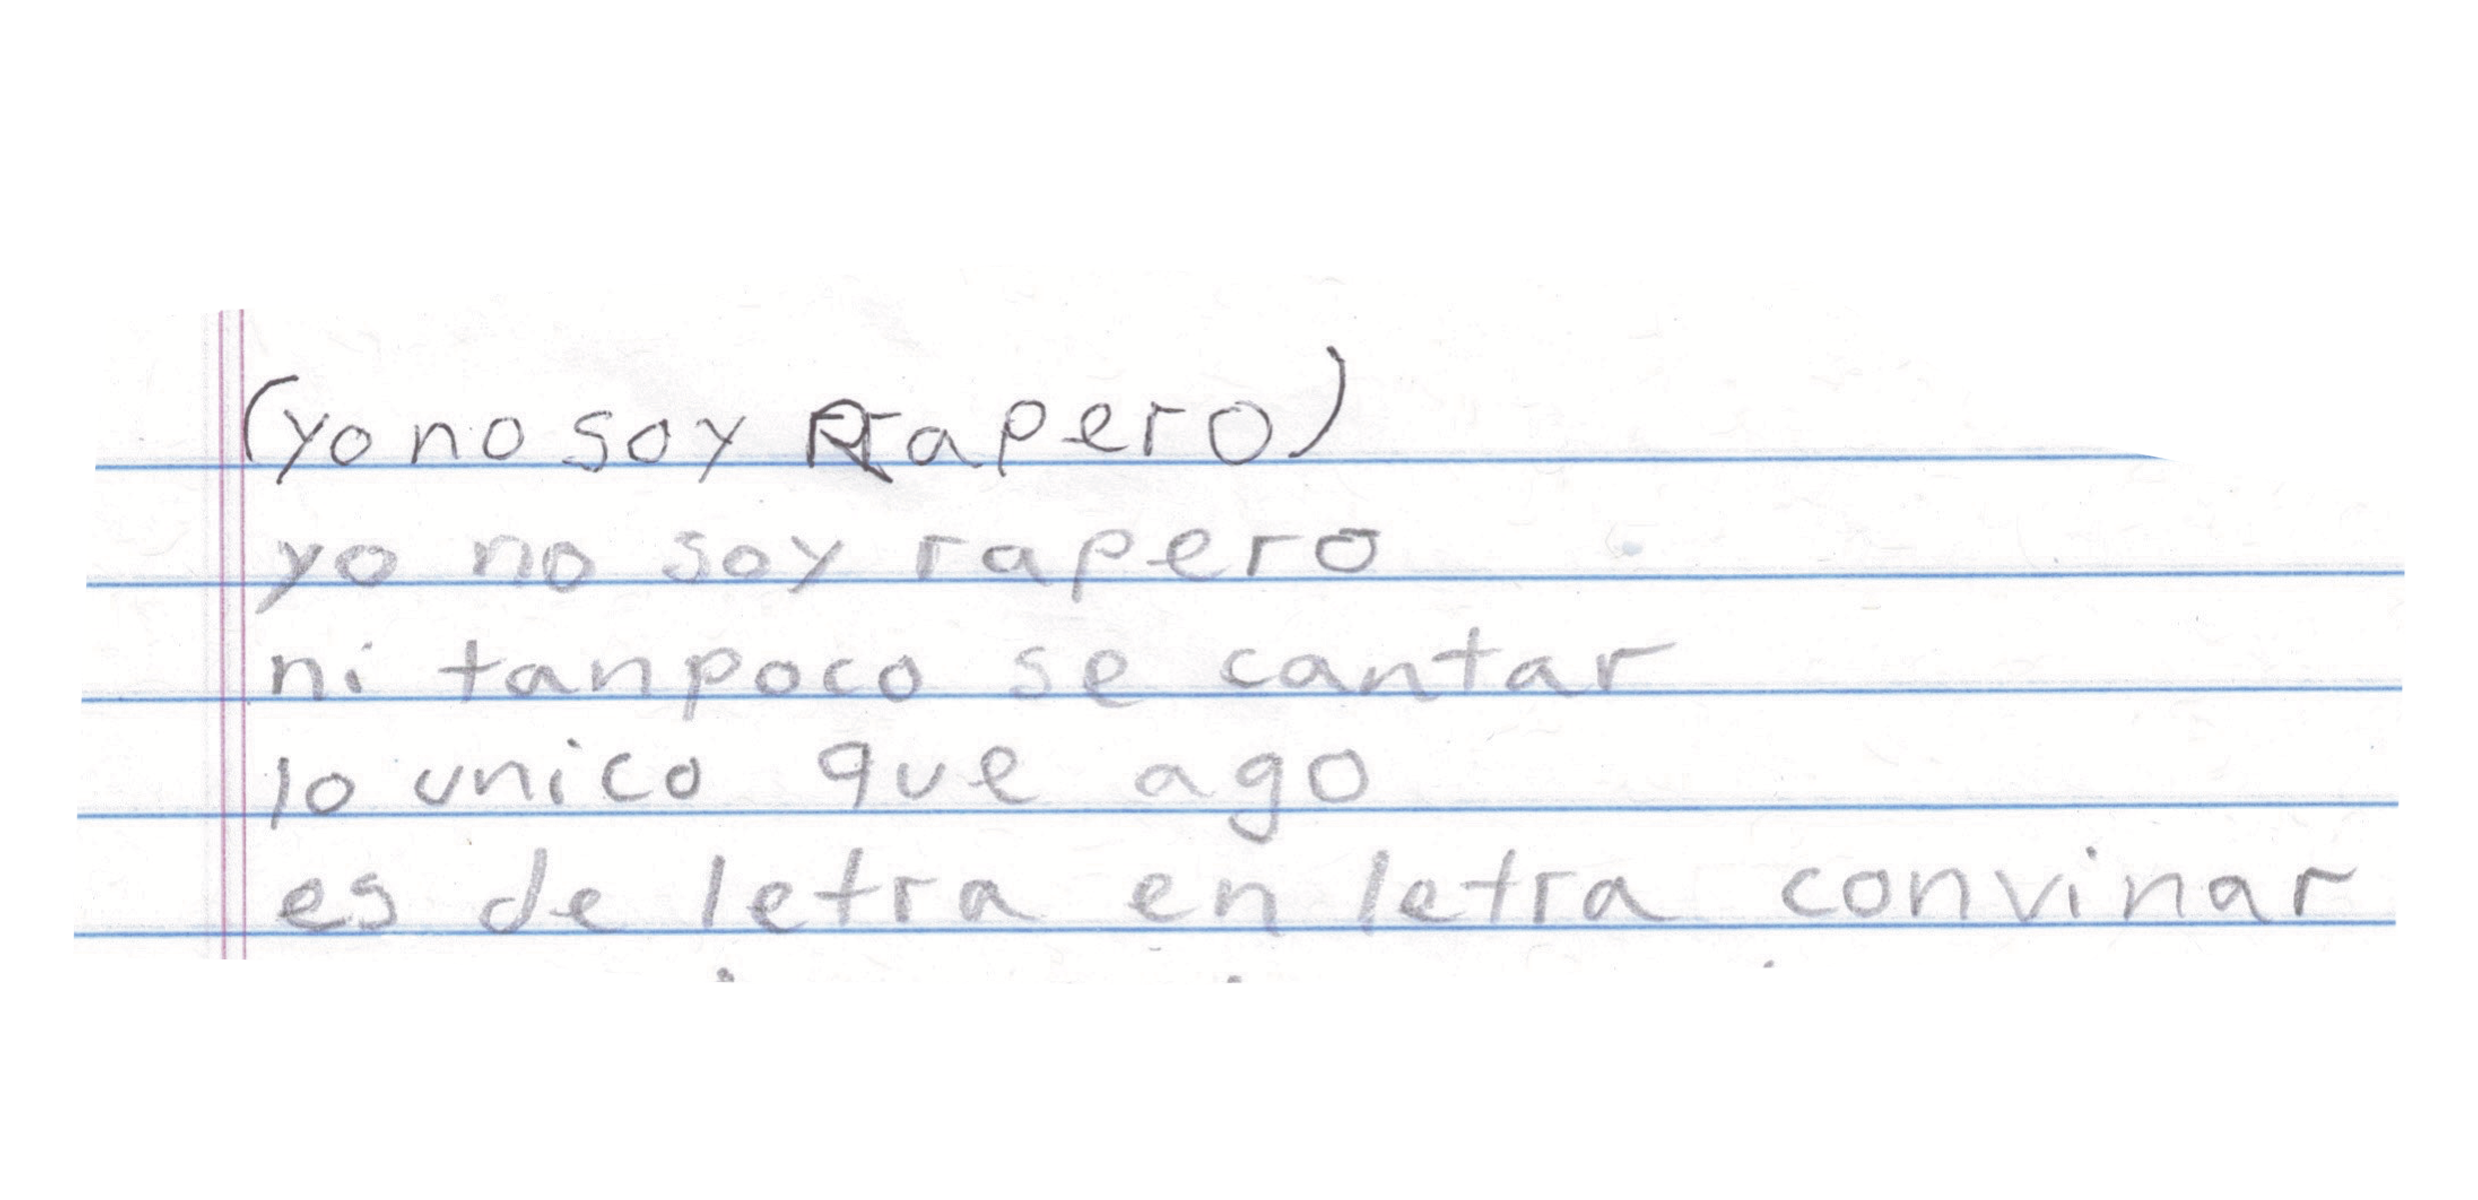 (yo no soy Rapero)
yo no soy rapero
ni tanpoco se cantar
lo unico que ago
es de letra en letra convinar